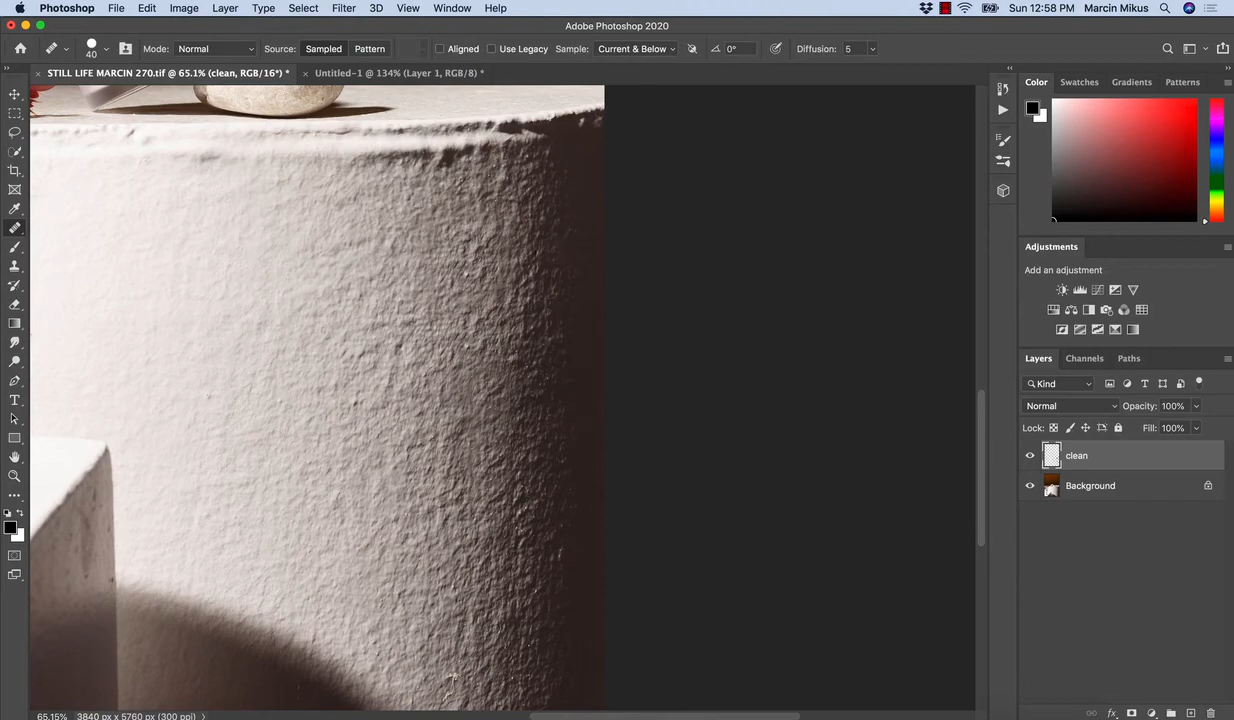 Photoshop File Edit Image Layer Type Select Filter 3D View Window Help Sun 12:58 PM Marcin Mikus
Adobe Photoshop 2020
40 Mode: Normal Source: Sampled Pattern Aligned Use Legacy Sample: Current & Below 0° Diffusion: 5
STILL LIFE MARCIN 270.tif @ 65.1% (clean, RGB/16*) * Untitled-1 @ 134% (Layer 1, RGB/8) *
Color Swatches Gradients Patterns
Adjustments
Add an adjustment
Layers Channels Paths
Kind
Normal Opacity: 100%
Lock: Fill: 100%
clean
Background
65.15% 3840 px x 5760 px (300 ppi)